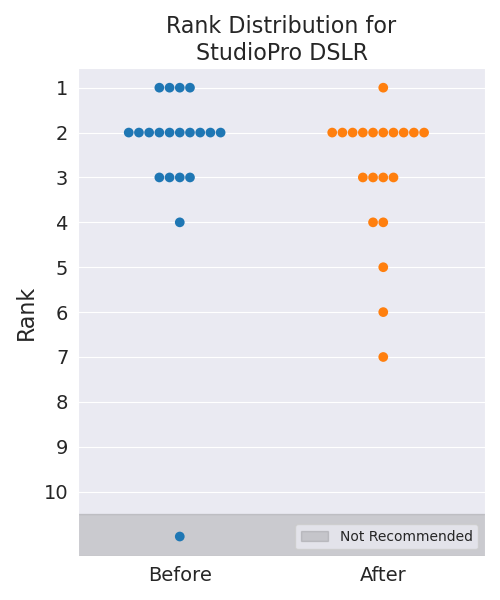 Rank Distribution for
StudioPro DSLR
Rank
1
2
3
4
5
6
7
8
9
10
Not Recommended
Before
After